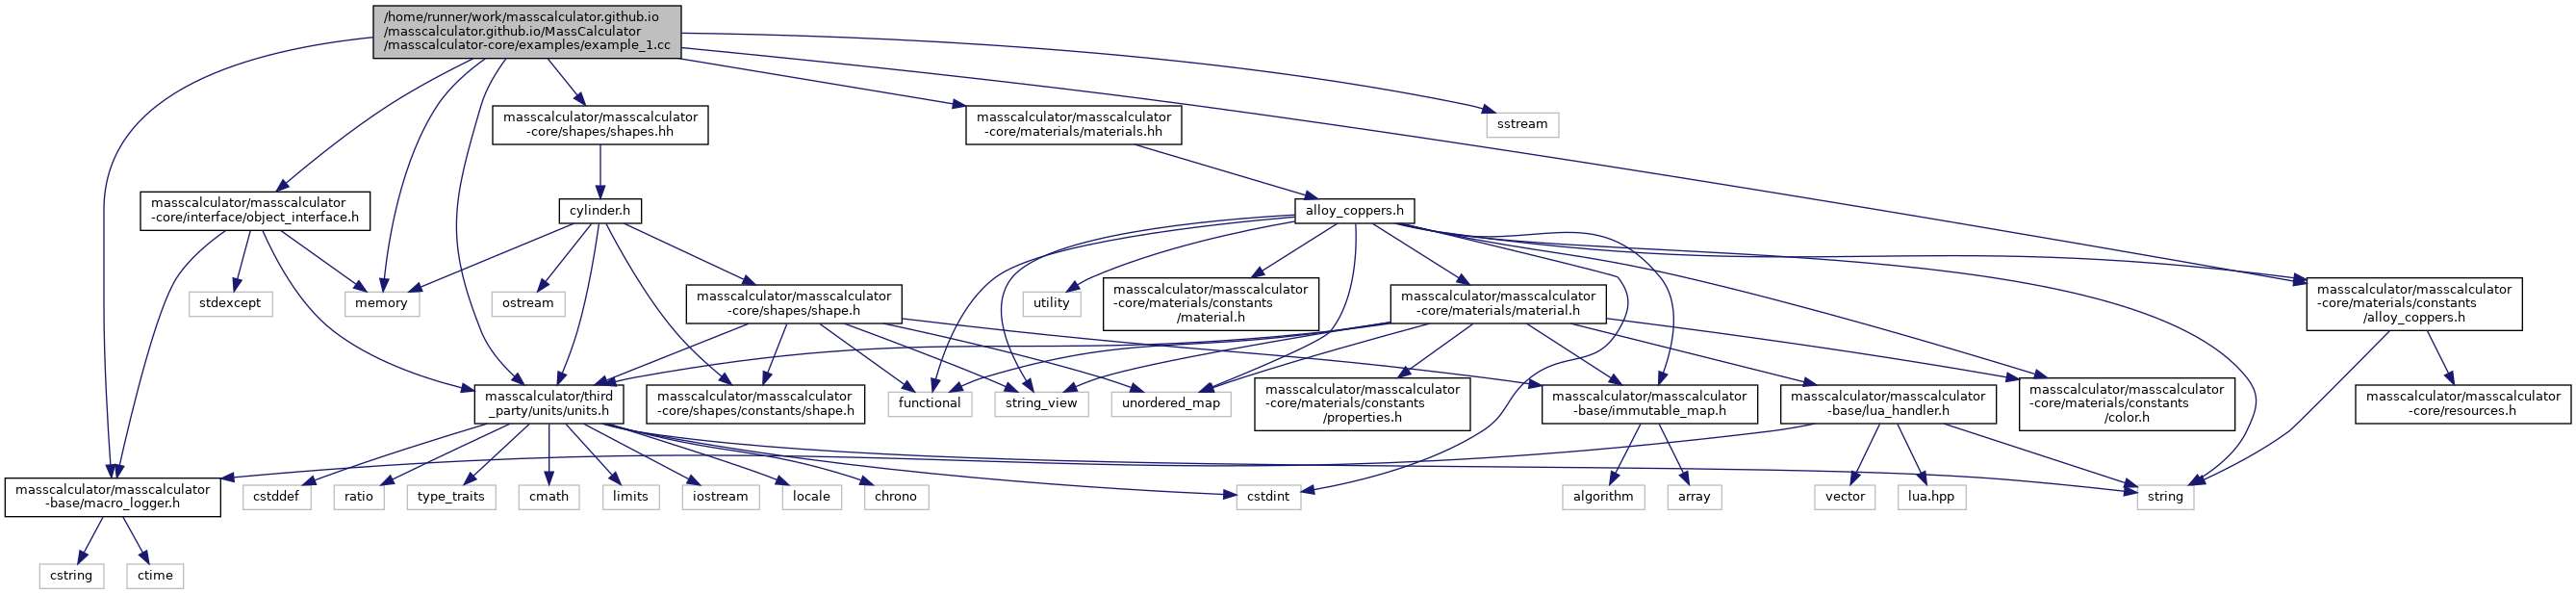 /home/runner/work/masscalculator.github.io
/masscalculator.github.io/MassCalculator
/masscalculator-core/examples/example_1.cc
masscalculator/masscalculator
-core/shapes/shapes.hh
masscalculator/masscalculator
-core/materials/materials.hh
sstream
masscalculator/masscalculator
-core/interface/object_interface.h
cylinder.h
alloy_coppers.h
stdexcept
memory
ostream
masscalculator/masscalculator
-core/shapes/shape.h
utility
masscalculator/masscalculator
-core/materials/constants
/material.h
masscalculator/masscalculator
-core/materials/material.h
masscalculator/masscalculator
-core/materials/constants
/alloy_coppers.h
masscalculator/third
_party/units/units.h
masscalculator/masscalculator
-core/shapes/constants/shape.h
functional
string_view
unordered_map
masscalculator/masscalculator
-core/materials/constants
/properties.h
masscalculator/masscalculator
-base/immutable_map.h
masscalculator/masscalculator
-base/lua_handler.h
masscalculator/masscalculator
-core/materials/constants
/color.h
masscalculator/masscalculator
-core/resources.h
masscalculator/masscalculator
-base/macro_logger.h
cstddef
ratio
type_traits
cmath
limits
iostream
locale
chrono
cstdint
algorithm
array
vector
lua.hpp
string
cstring
ctime